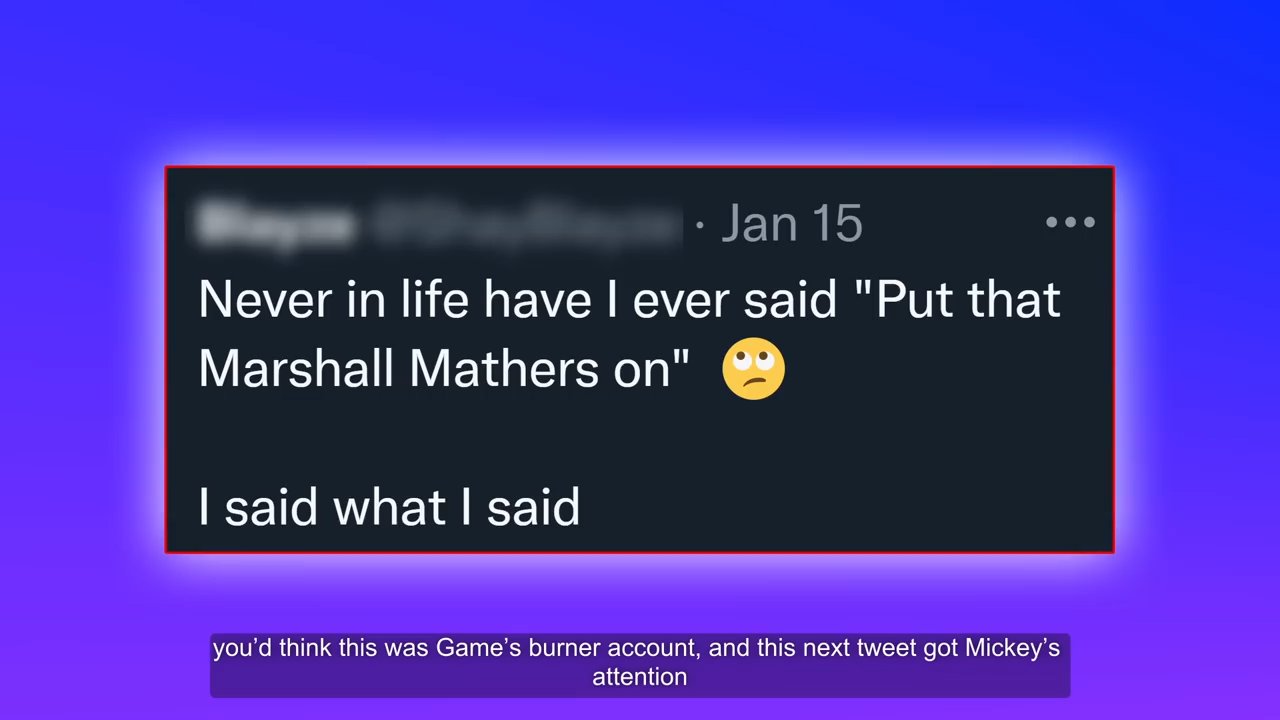 · Jan 15
Never in life have I ever said "Put that
Marshall Mathers on" 🙄
I said what I said
you’d think this was Game’s burner account, and this next tweet got Mickey’s
attention